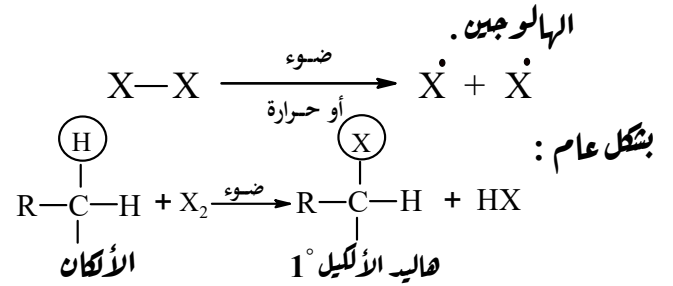 الهالوجين .
X—X ضوء أو حرارة → Ẋ + Ẋ
بشكل عام :
H X
R—C—H + X₂ ضوء → R—C—H + HX
الألكان هاليد الألكيل 1°